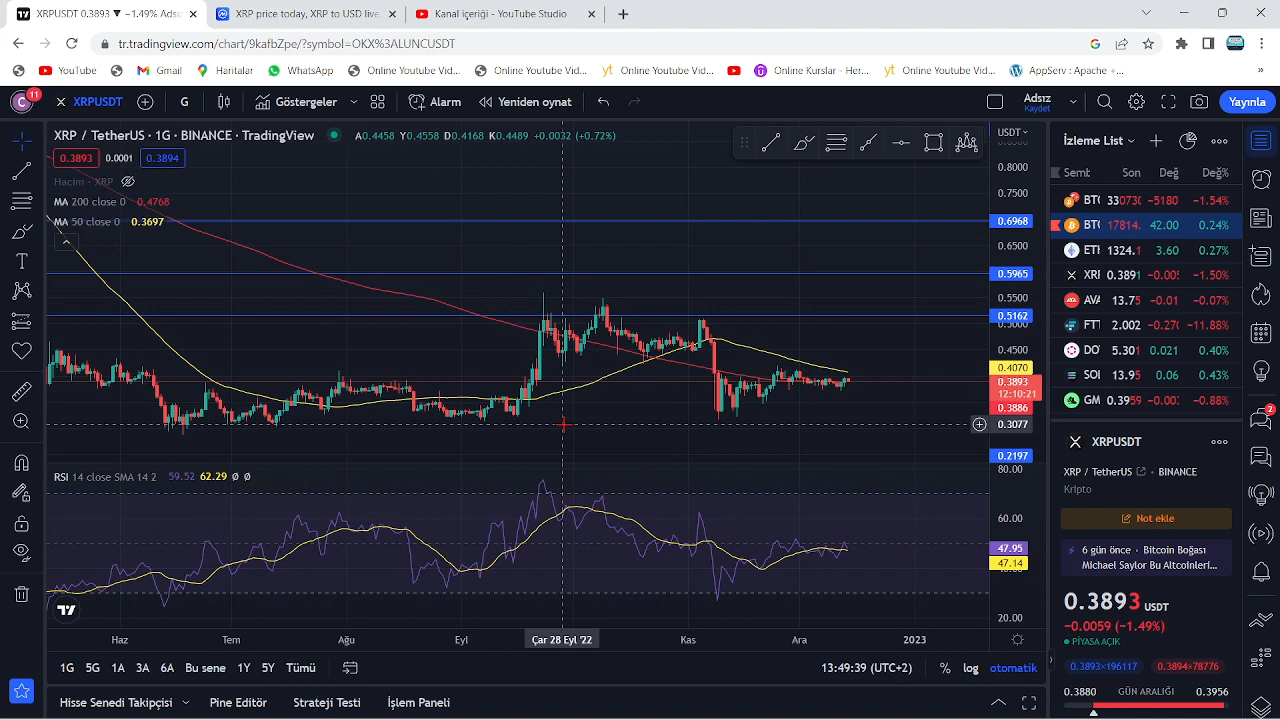 XRPUSDT 0.3893 ▼ −1.49% Adsı
XRP price today, XRP to USD live
Kanal içeriği - YouTube Studio
tr.tradingview.com/chart/9kafbZpe/?symbol=OKX%3ALUNCUSDT
YouTube
Gmail
Haritalar
WhatsApp
Online Youtube Vid...
Online Youtube Vid...
Online Youtube Vid...
Online Kurslar - Her...
Online Youtube Vid...
AppServ : Apache +...
»
C 11
XRPUSDT
G
Göstergeler
Alarm
Yeniden oynat
Adsız
Kaydet
Yayınla
XRP / TetherUS · 1G · BINANCE · TradingView
A0.4458 Y0.4558 D0.4168 K0.4489 +0.0032 (+0.72%)
0.3893 0.0001 0.3894
Hacim · XRP
MA 200 close 0 0.4768
MA 50 close 0 0.3697
USDT
0.8000
0.7500
0.6968
0.6500
0.5965
0.5500
0.5162
0.5000
0.4500
0.4070
0.3893
12:10:21
0.3886
0.3077
0.2197
RSI 14 close SMA 14 2 59.52 62.29 Ø Ø
80.00
60.00
47.95
47.14
20.00
Haz Tem Ağu Eyl Çar 28 Eyl '22 Kas Ara 2023
1G 5G 1A 3A 6A Bu sene 1Y 5Y Tümü
13:49:39 (UTC+2) % log otomatik
Hisse Senedi Takipçisi Pine Editör Strateji Testi İşlem Paneli
İzleme List
Semt Son Değ Değ%
−5180 −1.54%
17814. 42.00 0.24%
1324.1 3.60 0.27%
0.3891 −1.50%
AVA 13.75 −0.01 −0.07%
FTT 2.002 −11.88%
5.301 0.021 0.40%
13.95 0.06 0.43%
GM 0.3959 −0.88%
XRPUSDT
XRP / TetherUS · BINANCE
Kripto
Not ekle
6 gün önce · Bitcoin Boğası
Michael Saylor Bu Altcoinleri...
0.3893 USDT
−0.0059 (−1.49%)
PİYASA AÇIK
0.3893×196117 0.3894×78776
0.3880 GÜN ARALIĞI 0.3956
2